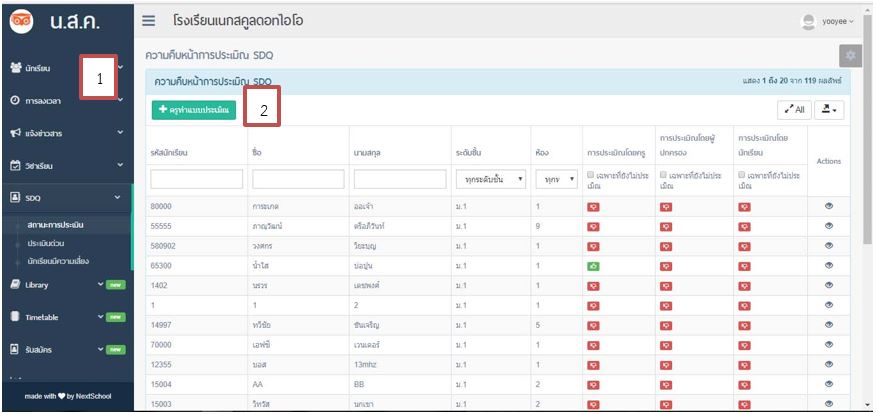 น.ส.ค.
โรงเรียนเนกสคูลดอทไอโอ
yooyee
นักเรียน
1
การลงเวลา
แจ้งข่าวสาร
วิชาเรียน
SDQ
สถานะการประเมิน
ประเมินด่วน
นักเรียนมีความเสี่ยง
Library new
Timetable new
รับสมัคร new
made with by NextSchool
ความคืบหน้าการประเมิน SDQ
ความคืบหน้าการประเมิน SDQ
แสดง 1 ถึง 20 จาก 119 ผลลัพธ์
ครูทำแบบประเมิน
2
All
รหัสนักเรียน ชื่อ นามสกุล ระดับชั้น ห้อง การประเมินโดยครู การประเมินโดยผู้ปกครอง การประเมินโดยนักเรียน Actions
ทุกระดับชั้น ทุกร เฉพาะที่ยังไม่ประเมิน เฉพาะที่ยังไม่ประเมิน เฉพาะที่ยังไม่ประเมิน
80000 การะเกด ออเจ้า ม.1 1
55555 ภาณุวัฒน์ ตรีอภิวันท์ ม.1 9
580902 วงศกร ม.1 1
65300 น้ำใส บ่อปูน ม.1 1
1402 นรวร เดชพงศ์ ม.1 1
1 1 2 ม.1 1
14997 ทวีชัย ชันเจริญ ม.1 5
70000 เอฟซี เวนเดอร์ ม.1 1
12355 บอส 13mhz ม.1 1
15004 AA BB ม.1 2
15003 วิทวัส นกเขา ม.1 2